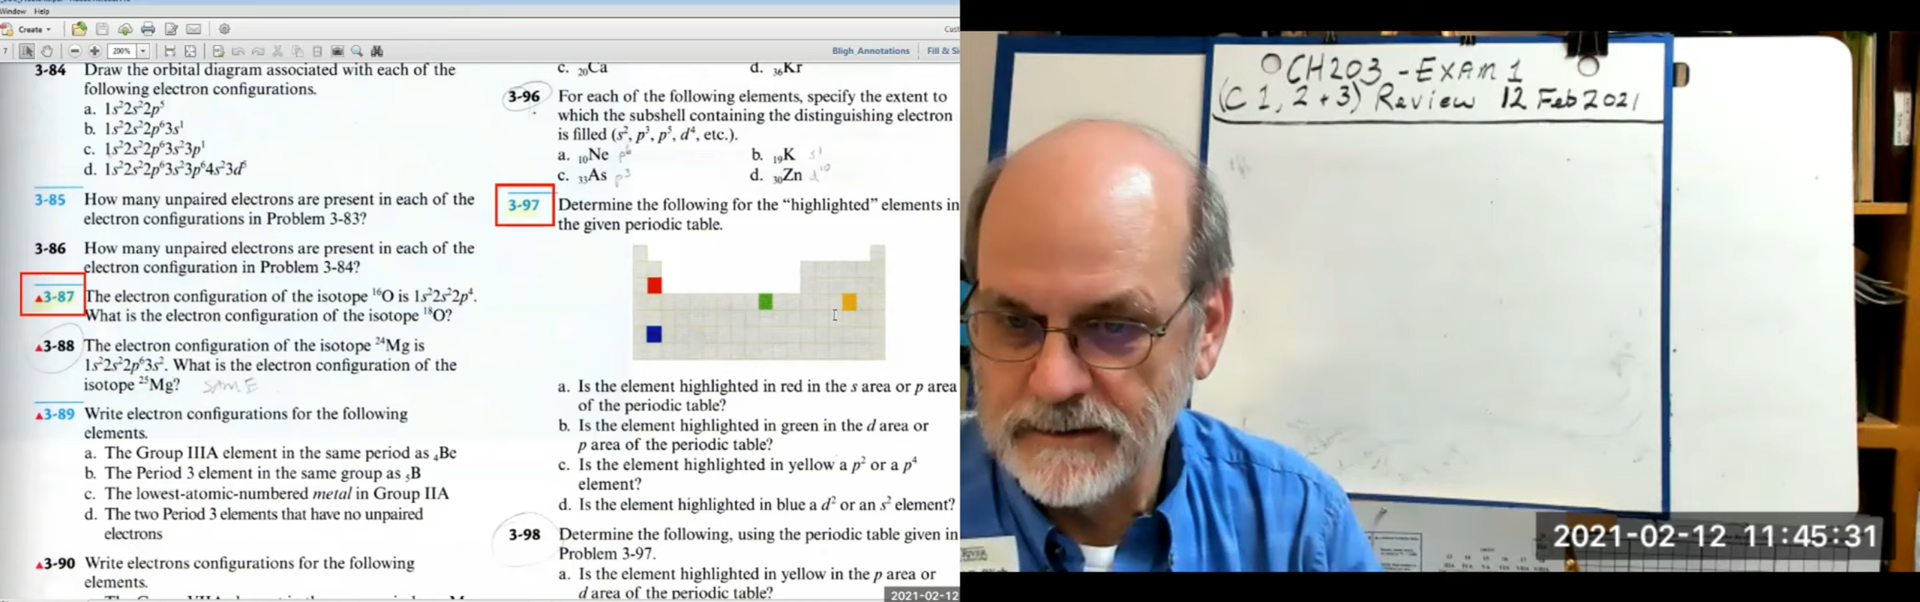 Window Help
Create
7
200%
Cust
Bligh Annotations
Fill & Si
3-84 Draw the orbital diagram associated with each of the
following electron configurations.
a. 1s²2s²2p⁵
b. 1s²2s²2p⁶3s¹
c. 1s²2s²2p⁶3s²3p¹
d. 1s²2s²2p⁶3s²3p⁶4s²3d⁵
3-85 How many unpaired electrons are present in each of the
electron configurations in Problem 3-83?
3-86 How many unpaired electrons are present in each of the
electron configuration in Problem 3-84?
▲3-87 The electron configuration of the isotope ¹⁶O is 1s²2s²2p⁴.
What is the electron configuration of the isotope ¹⁸O?
▲3-88 The electron configuration of the isotope ²⁴Mg is
1s²2s²2p⁶3s². What is the electron configuration of the
isotope ²⁵Mg? SAME
▲3-89 Write electron configurations for the following
elements.
a. The Group IIIA element in the same period as ₄Be
b. The Period 3 element in the same group as ₅B
c. The lowest-atomic-numbered metal in Group IIA
d. The two Period 3 elements that have no unpaired
electrons
▲3-90 Write electrons configurations for the following
elements.
c. ₂₀Ca d. ₃₆Kr
3-96 For each of the following elements, specify the extent to
which the subshell containing the distinguishing electron
is filled (s², p³, p⁵, d⁴, etc.).
a. ₁₀Ne p⁶ b. ₁₉K s¹
c. ₃₃As p³ d. ₃₀Zn d¹⁰
3-97 Determine the following for the “highlighted” elements in
the given periodic table.
a. Is the element highlighted in red in the s area or p area
of the periodic table?
b. Is the element highlighted in green in the d area or
p area of the periodic table?
c. Is the element highlighted in yellow a p² or a p⁴
element?
d. Is the element highlighted in blue a d² or an s² element?
3-98 Determine the following, using the periodic table given in
Problem 3-97.
a. Is the element highlighted in yellow in the p area or
d area of the periodic table?
2021-02-12
CH203 - EXAM 1
(C 1, 2 + 3) Review 12 Feb 2021
2021-02-12 11:45:31